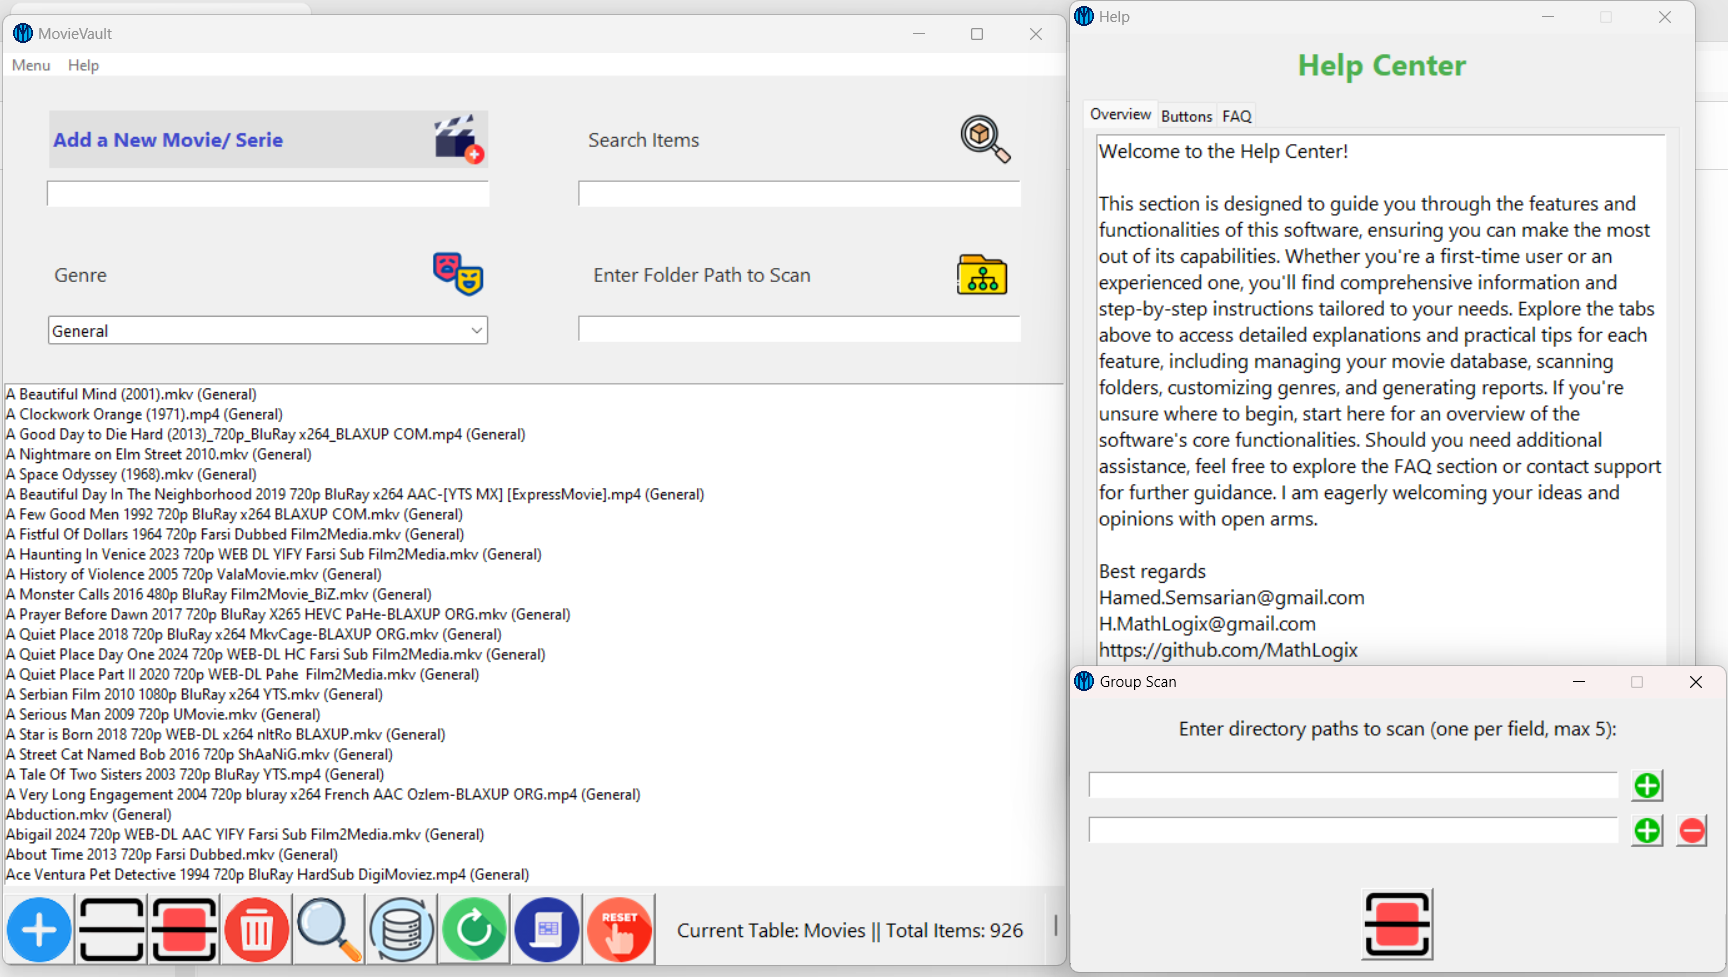 MovieVault
Menu Help
Add a New Movie/ Serie
Search Items
Genre
Enter Folder Path to Scan
General
A Beautiful Mind (2001).mkv (General)
A Clockwork Orange (1971).mp4 (General)
A Good Day to Die Hard (2013)_720p_BluRay x264_BLAXUP COM.mp4 (General)
A Nightmare on Elm Street 2010.mkv (General)
A Space Odyssey (1968).mkv (General)
A Beautiful Day In The Neighborhood 2019 720p BluRay x264 AAC-[YTS MX] [ExpressMovie].mp4 (General)
A Few Good Men 1992 720p BluRay x264 BLAXUP COM.mkv (General)
A Fistful Of Dollars 1964 720p Farsi Dubbed Film2Media.mkv (General)
A Haunting In Venice 2023 720p WEB DL YIFY Farsi Sub Film2Media.mkv (General)
A History of Violence 2005 720p ValaMovie.mkv (General)
A Monster Calls 2016 480p BluRay Film2Movie_BiZ.mkv (General)
A Prayer Before Dawn 2017 720p BluRay X265 HEVC PaHe-BLAXUP ORG.mkv (General)
A Quiet Place 2018 720p BluRay x264 MkvCage-BLAXUP ORG.mkv (General)
A Quiet Place Day One 2024 720p WEB-DL HC Farsi Sub Film2Media.mkv (General)
A Quiet Place Part II 2020 720p WEB-DL Pahe  Film2Media.mkv (General)
A Serbian Film 2010 1080p BluRay x264 YTS.mkv (General)
A Serious Man 2009 720p UMovie.mkv (General)
A Star is Born 2018 720p WEB-DL x264 nItRo BLAXUP.mkv (General)
A Street Cat Named Bob 2016 720p ShAaNiG.mkv (General)
A Tale Of Two Sisters 2003 720p BluRay YTS.mp4 (General)
A Very Long Engagement 2004 720p bluray x264 French AAC Ozlem-BLAXUP ORG.mp4 (General)
Abduction.mkv (General)
Abigail 2024 720p WEB-DL AAC YIFY Farsi Sub Film2Media.mkv (General)
About Time 2013 720p Farsi Dubbed.mkv (General)
Ace Ventura Pet Detective 1994 720p BluRay HardSub DigiMoviez.mp4 (General)
RESET
Current Table: Movies || Total Items: 926
Help
Help Center
Overview Buttons FAQ
Welcome to the Help Center!
This section is designed to guide you through the features and
functionalities of this software, ensuring you can make the most
out of its capabilities. Whether you're a first-time user or an
experienced one, you'll find comprehensive information and
step-by-step instructions tailored to your needs. Explore the tabs
above to access detailed explanations and practical tips for each
feature, including managing your movie database, scanning
folders, customizing genres, and generating reports. If you're
unsure where to begin, start here for an overview of the
software's core functionalities. Should you need additional
assistance, feel free to explore the FAQ section or contact support
for further guidance. I am eagerly welcoming your ideas and
opinions with open arms.
Best regards
Hamed.Semsarian@gmail.com
H.MathLogix@gmail.com
https://github.com/MathLogix
Group Scan
Enter directory paths to scan (one per field, max 5):